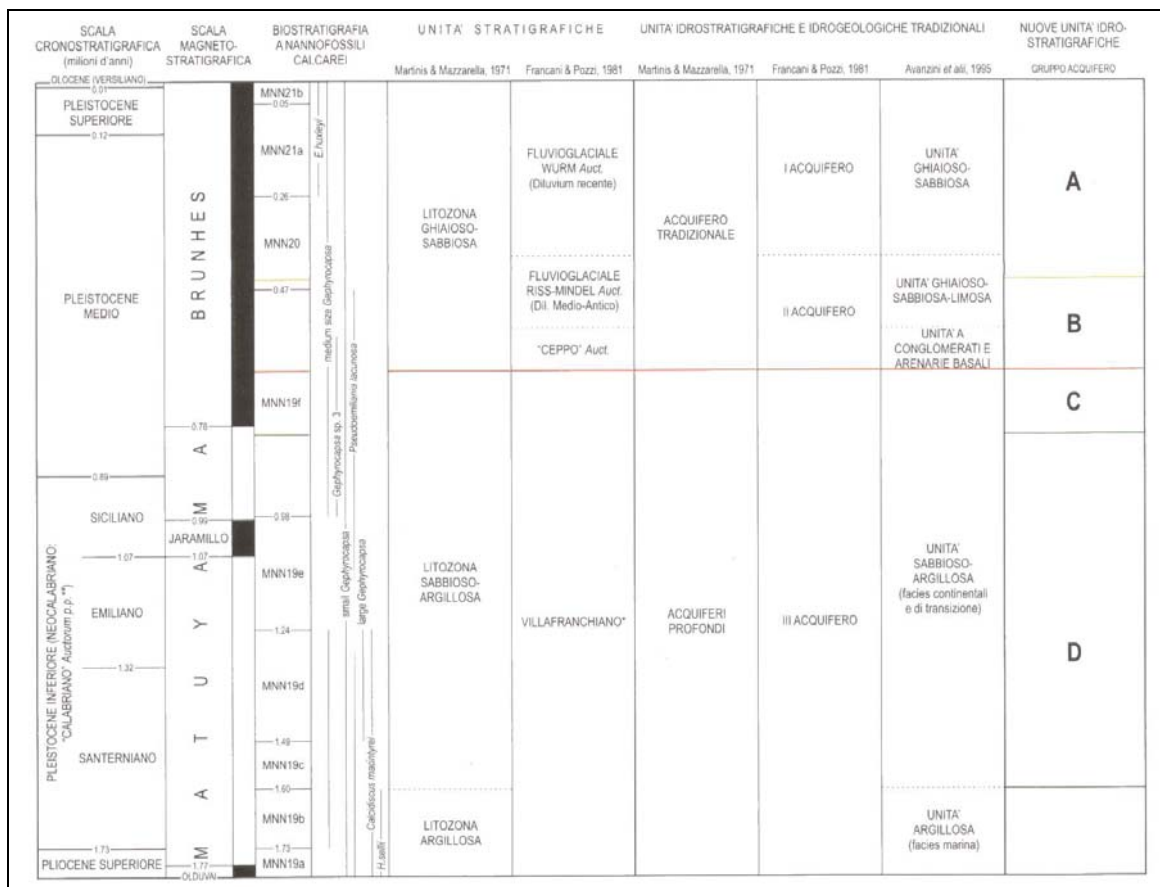 SCALA
CRONOSTRATIGRAFICA
(milioni d'anni)
SCALA
MAGNETO-
STRATIGRAFICA
BIOSTRATIGRAFIA
A NANNOFOSSILI
CALCAREI
UNITA' STRATIGRAFICHE
Martinis & Mazzarella, 1971
Francani & Pozzi, 1981
UNITA' IDROSTRATIGRAFICHE E IDROGEOLOGICHE TRADIZIONALI
Martinis & Mazzarella, 1971
Francani & Pozzi, 1981
Avanzini et alii, 1995
NUOVE UNITA' IDRO-
STRATIGRAFICHE
GRUPPO ACQUIFERO
OLOCENE (VERSILIANO)
0.01
PLEISTOCENE
SUPERIORE
0.12
PLEISTOCENE
MEDIO
0.89
PLEISTOCENE INFERIORE (NEOCALABRIANO:
"CALABRIANO" Auctorum p.p.**)
SICILIANO
1.07
EMILIANO
1.32
SANTERNIANO
1.73
PLIOCENE SUPERIORE
BRUNHES
0.78
MATUYAMA
0.99
JARAMILLO
1.07
1.77
OLDUVAI
MNN21b
0.05
MNN21a
0.26
MNN20
0.47
MNN19f
0.98
MNN19e
1.24
MNN19d
1.49
MNN19c
1.60
MNN19b
1.73
MNN19a
E.huxleyi
medium size Gephyrocapsa
Gephyrocapsa sp. 3
small Gephyrocapsa
Pseudoemiliania lacunosa
large Gephyrocapsa
Calcidiscus macintyrei
H.sellii
LITOZONA
GHIAIOSO-
SABBIOSA
LITOZONA
SABBIOSO-
ARGILLOSA
LITOZONA
ARGILLOSA
FLUVIOGLACIALE
WURM Auct.
(Diluvium recente)
FLUVIOGLACIALE
RISS-MINDEL Auct.
(Dil. Medio-Antico)
"CEPPO" Auct.
VILLAFRANCHIANO*
ACQUIFERO
TRADIZIONALE
ACQUIFERI
PROFONDI
I ACQUIFERO
II ACQUIFERO
III ACQUIFERO
UNITA'
GHIAIOSO-
SABBIOSA
UNITA' GHIAIOSO-
SABBIOSA-LIMOSA
UNITA' A
CONGLOMERATI E
ARENARIE BASALI
UNITA'
SABBIOSO-
ARGILLOSA
(facies continentali
e di transizione)
UNITA'
ARGILLOSA
(facies marina)
A
B
C
D